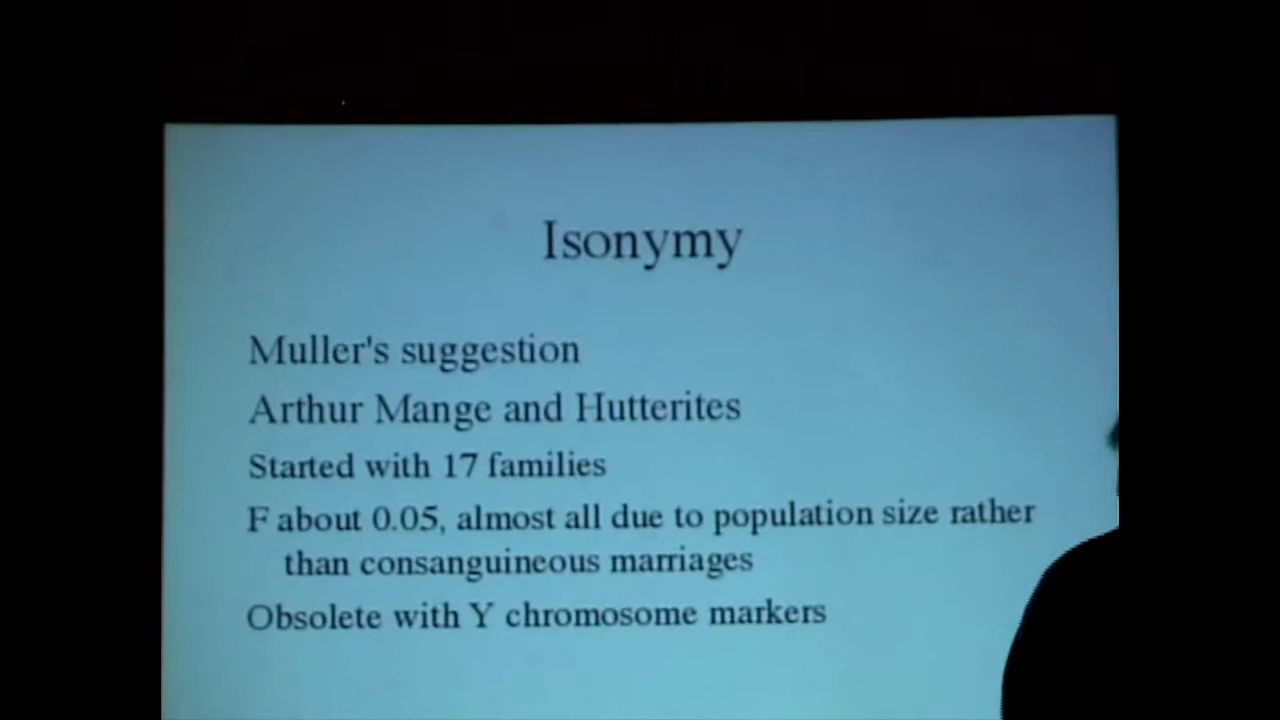 Isonymy
Muller's suggestion
Arthur Mange and Hutterites
Started with 17 families
F about 0.05, almost all due to population size rather
than consanguineous marriages
Obsolete with Y chromosome markers